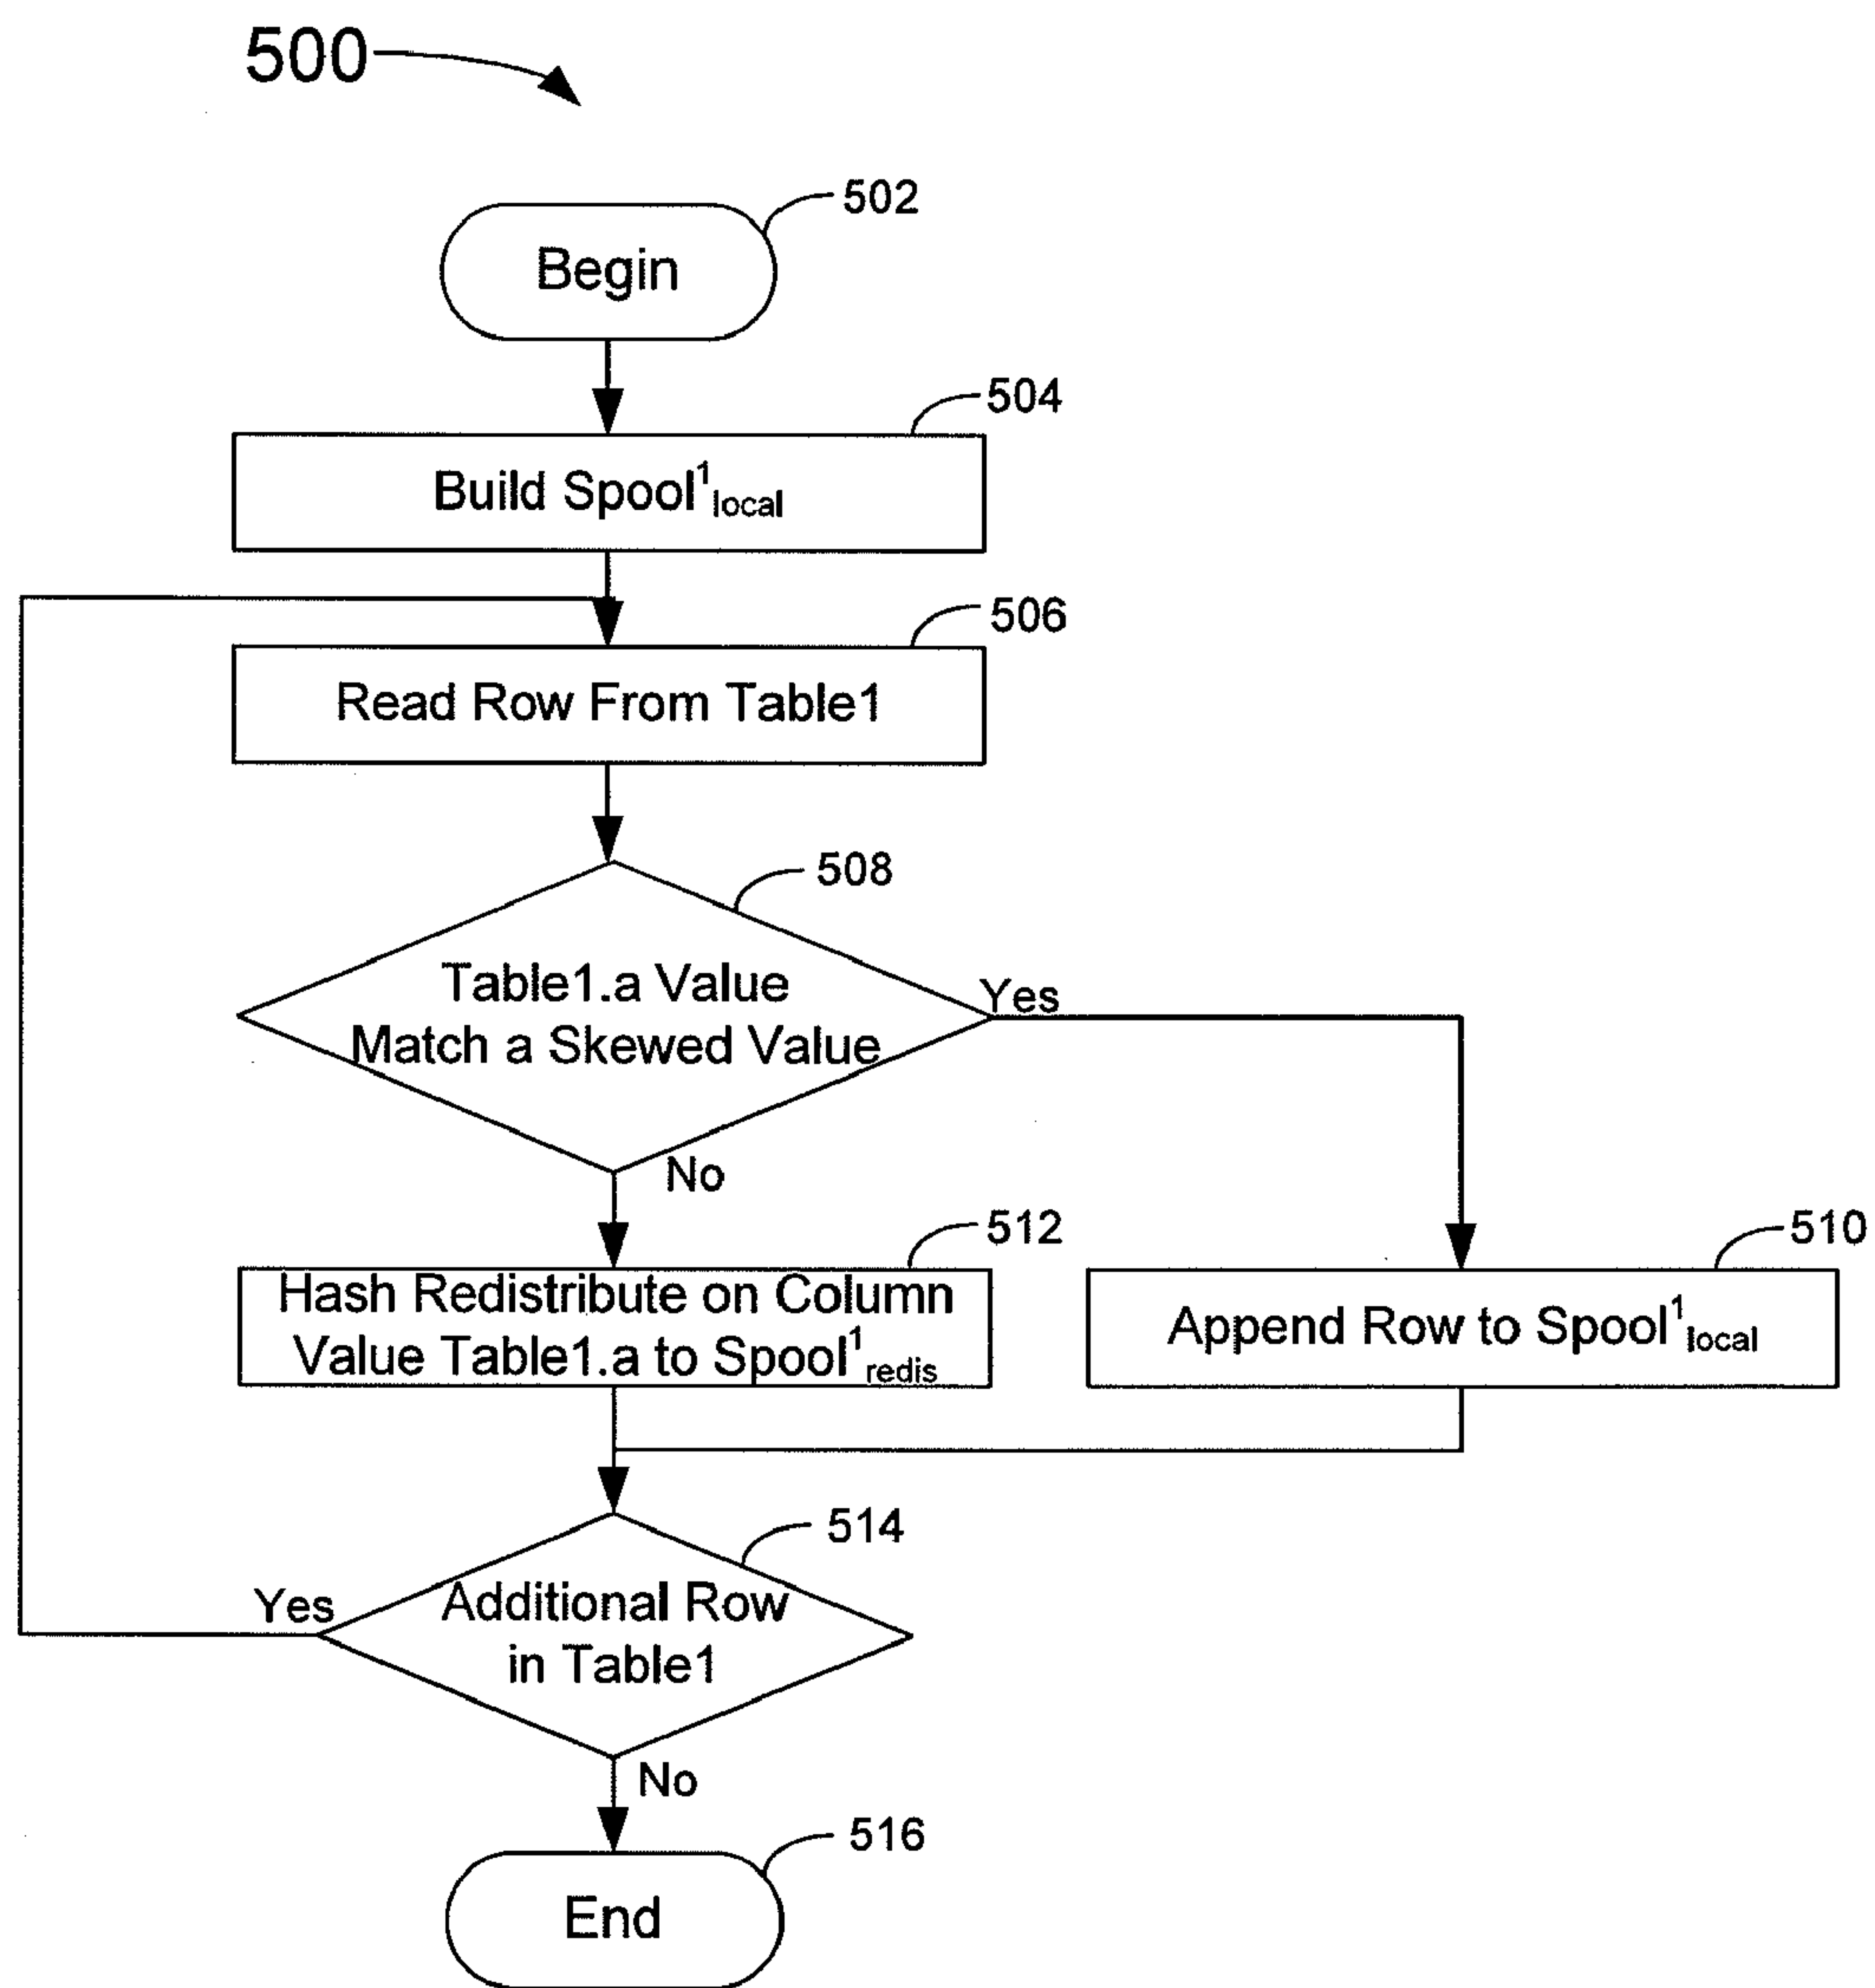 500
502
Begin
504
Build Spool¹local
506
Read Row From Table1
508
Table1.a Value
Match a Skewed Value
Yes
No
512
Hash Redistribute on Column
Value Table1.a to Spool¹redis
510
Append Row to Spool¹local
514
Additional Row
in Table1
Yes
No
516
End